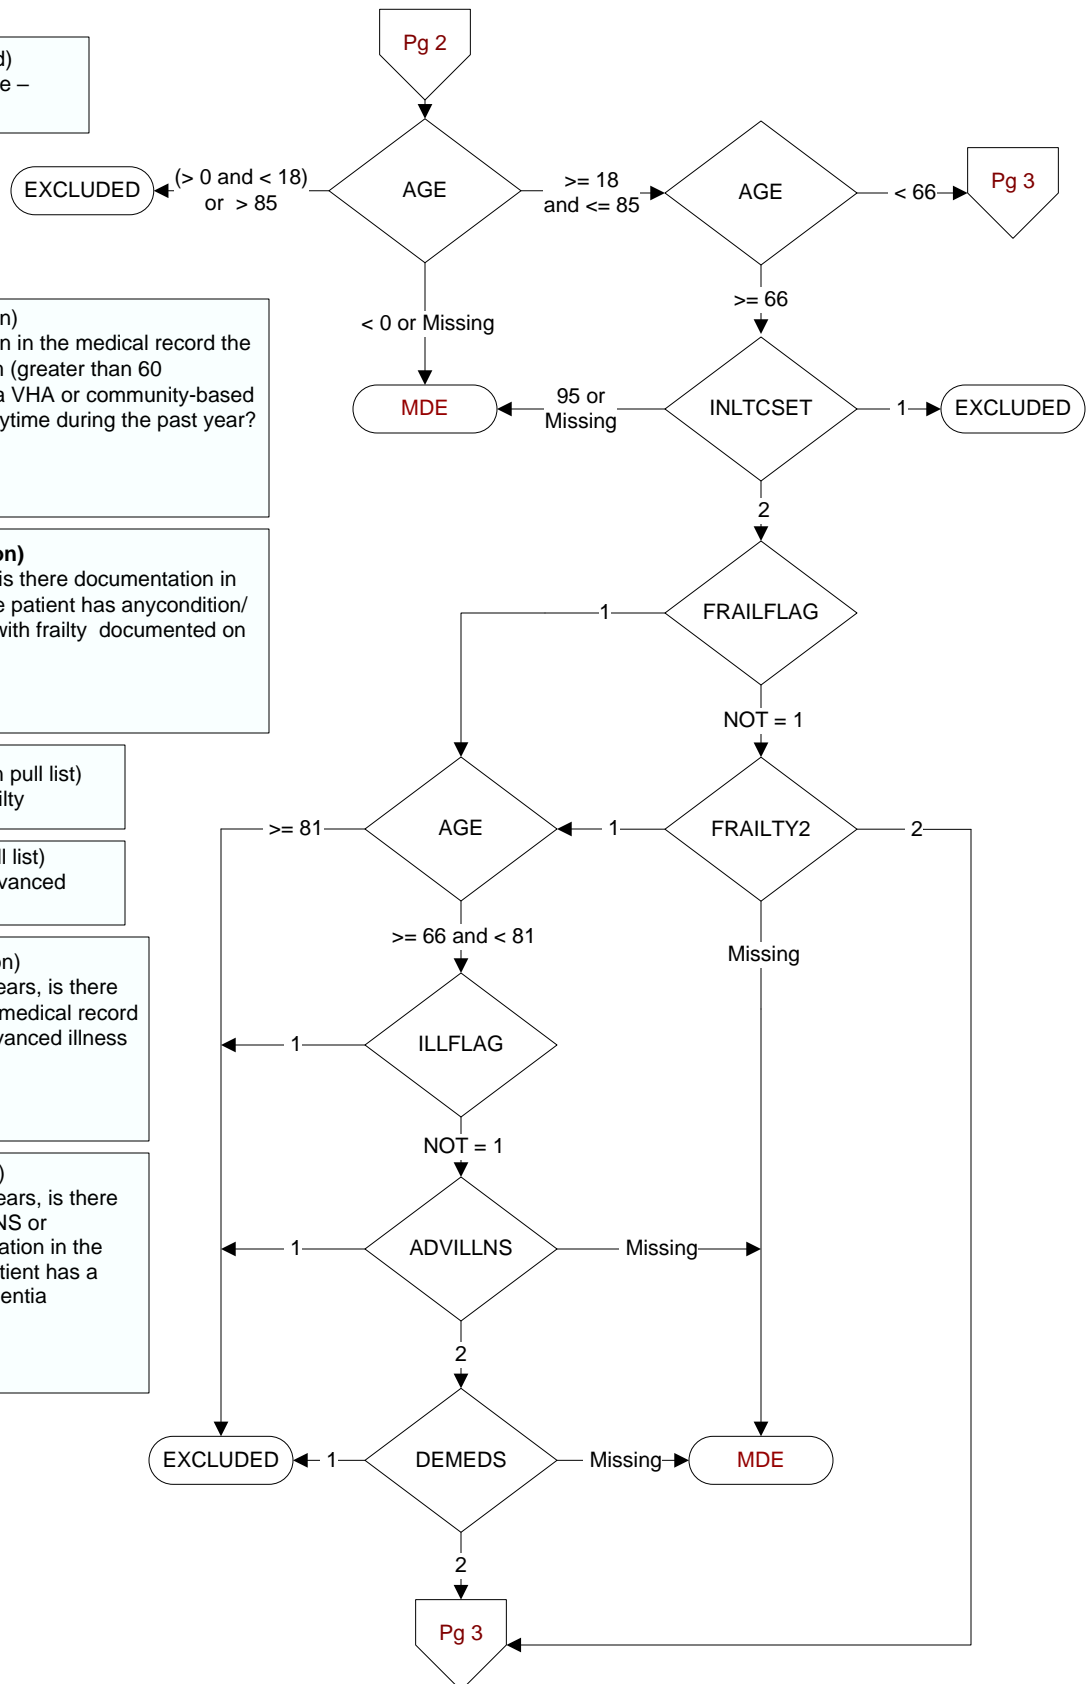 Pg 2
d)
e –
(> 0 and < 18)
or > 85
EXCLUDED
AGE
>= 18
and <= 85
AGE
< 66
Pg 3
< 0 or Missing
>= 66
on)
n in the medical record the
n (greater than 60
a VHA or community-based
ytime during the past year?
MDE
95 or
Missing
INLTCSET
1
EXCLUDED
2
on)
is there documentation in
e patient has anycondition/
with frailty documented on
1
FRAILFLAG
NOT = 1
n pull list)
ilty
>= 81
AGE
1
FRAILTY2
2
ll list)
vanced
>= 66 and < 81
Missing
on)
ears, is there
medical record
vanced illness
1
ILLFLAG
NOT = 1
)
ears, is there
NS or
ation in the
tient has a
entia
1
ADVILLNS
Missing
2
EXCLUDED
1
DEMEDS
Missing
MDE
2
Pg 3